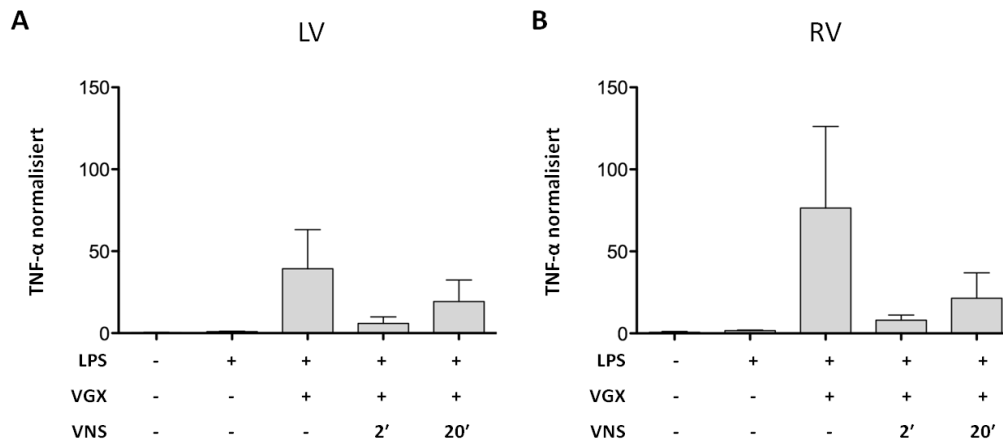 A
LV
TNF-α normalisiert
150
100
50
0
LPS - + + + +
VGX - - + + +
VNS - - - 2′ 20′
B
RV
TNF-α normalisiert
150
100
50
0
LPS - + + + +
VGX - - + + +
VNS - - - 2′ 20′